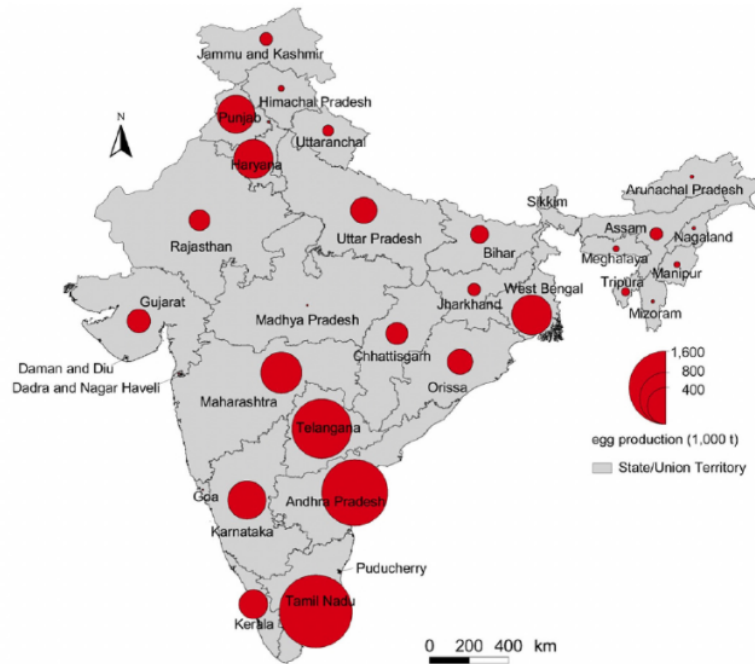 Jammu and Kashmir
Himachal Pradesh
Punjab
N
Uttaranchal
Haryana
Arunachal Pradesh
Sikkim
Assam
Nagaland
Rajasthan
Uttar Pradesh
Bihar
Meghalaya
Manipur
Tripura
West Bengal
Gujarat
Jharkhand
Madhya Pradesh
Mizoram
Chhattisgarh
Daman and Diu
Orissa
Dadra and Nagar Haveli
Maharashtra
1,600
800
400
Telangana
egg production (1,000 t)
State/Union Territory
Goa
Andhra Pradesh
Karnataka
Puducherry
Tamil Nadu
Kerala
0 200 400 km